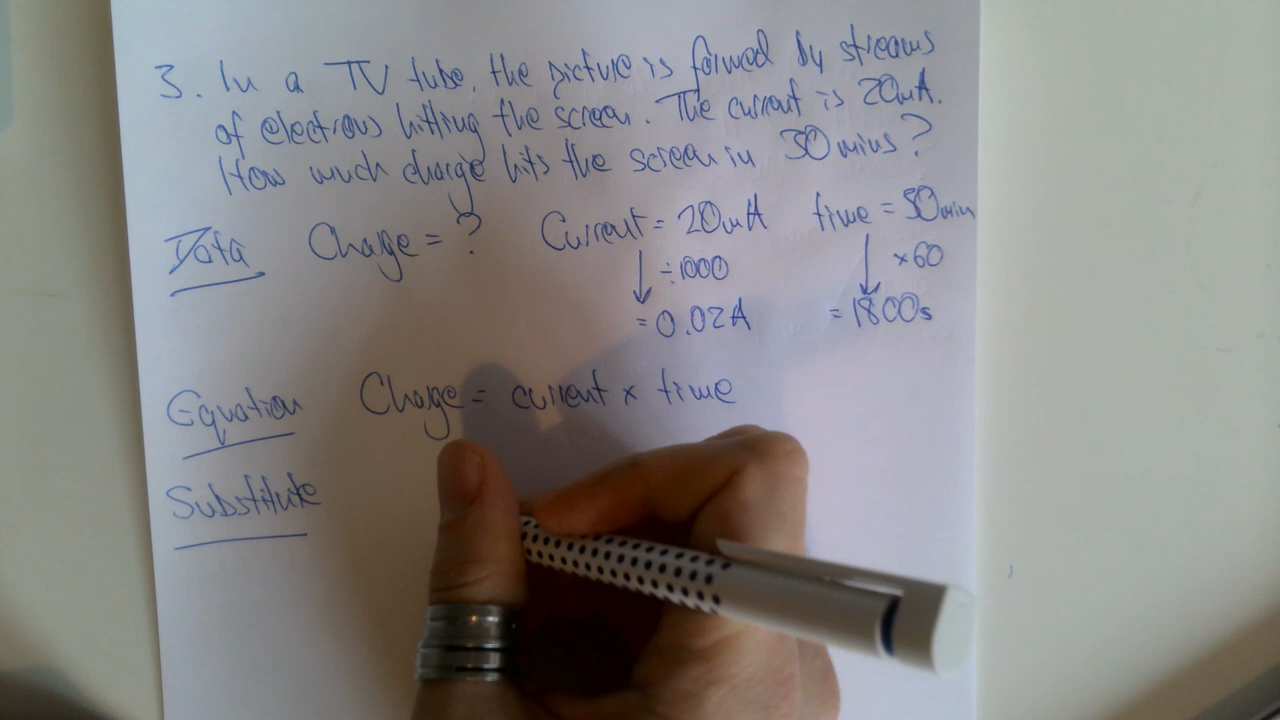 3. In a TV tube, the picture is formed by streams
of electrons hitting the screen. The current is 20mA.
How much charge hits the screen in 30 mins?
Data Charge = ? Current = 20mA time = 30min
÷1000 ×60
= 0.02A = 1800s
Equation Charge = current × time
Substitute